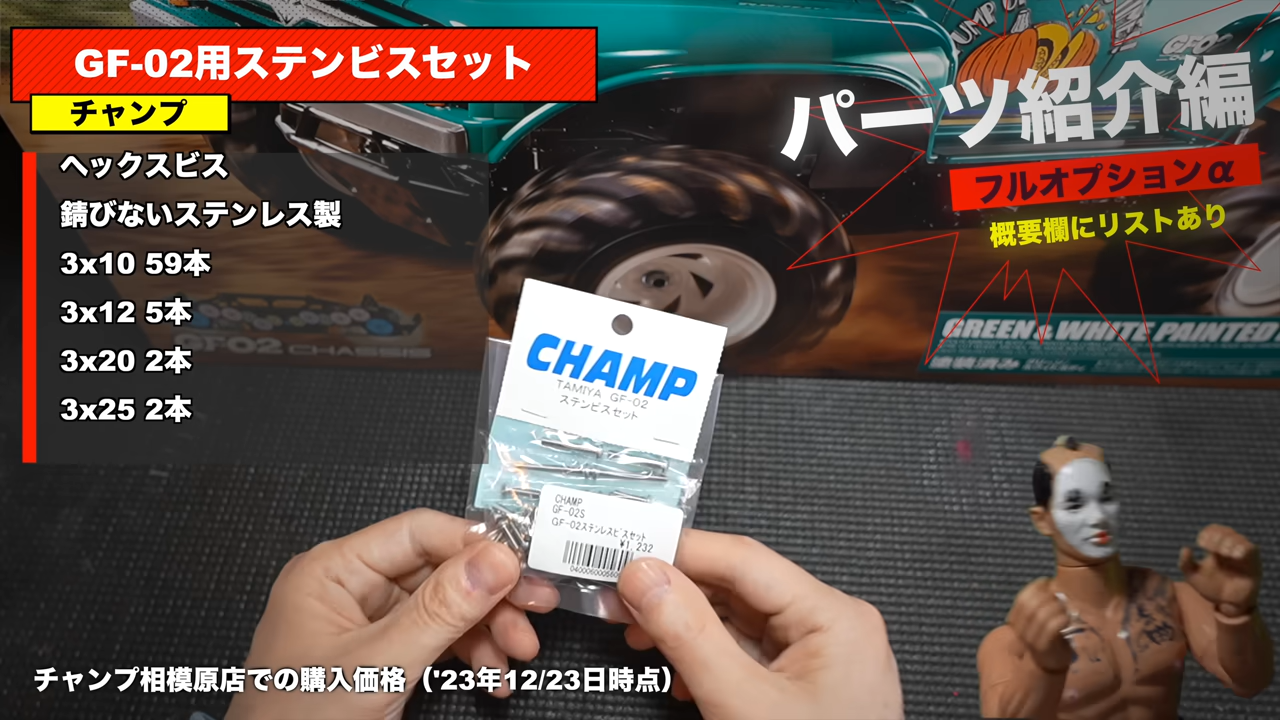 GF-02用ステンビスセット
チャンプ
ヘックスビス
錆びないステンレス製
3x10 59本
3x12 5本
3x20 2本
3x25 2本
パーツ紹介編
フルオプションα
概要欄にリストあり
GF-02 CHASSIS
GREEN & WHITE PAINTED
塗装済み
CHAMP
TAMIYA GF-02
ステンビスセット
CHAMP
GF-02S
GF-02ステンレスビスセット
¥1,232
チャンプ相模原店での購入価格（'23年12/23日時点）